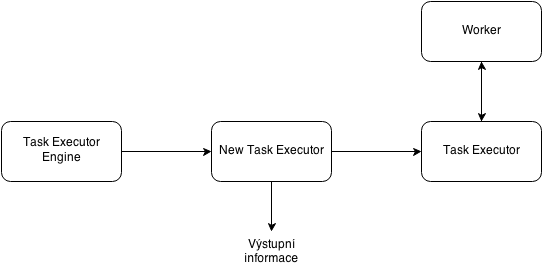 Worker
Task Executor
Engine
New Task Executor
Task Executor
Výstupní
informace